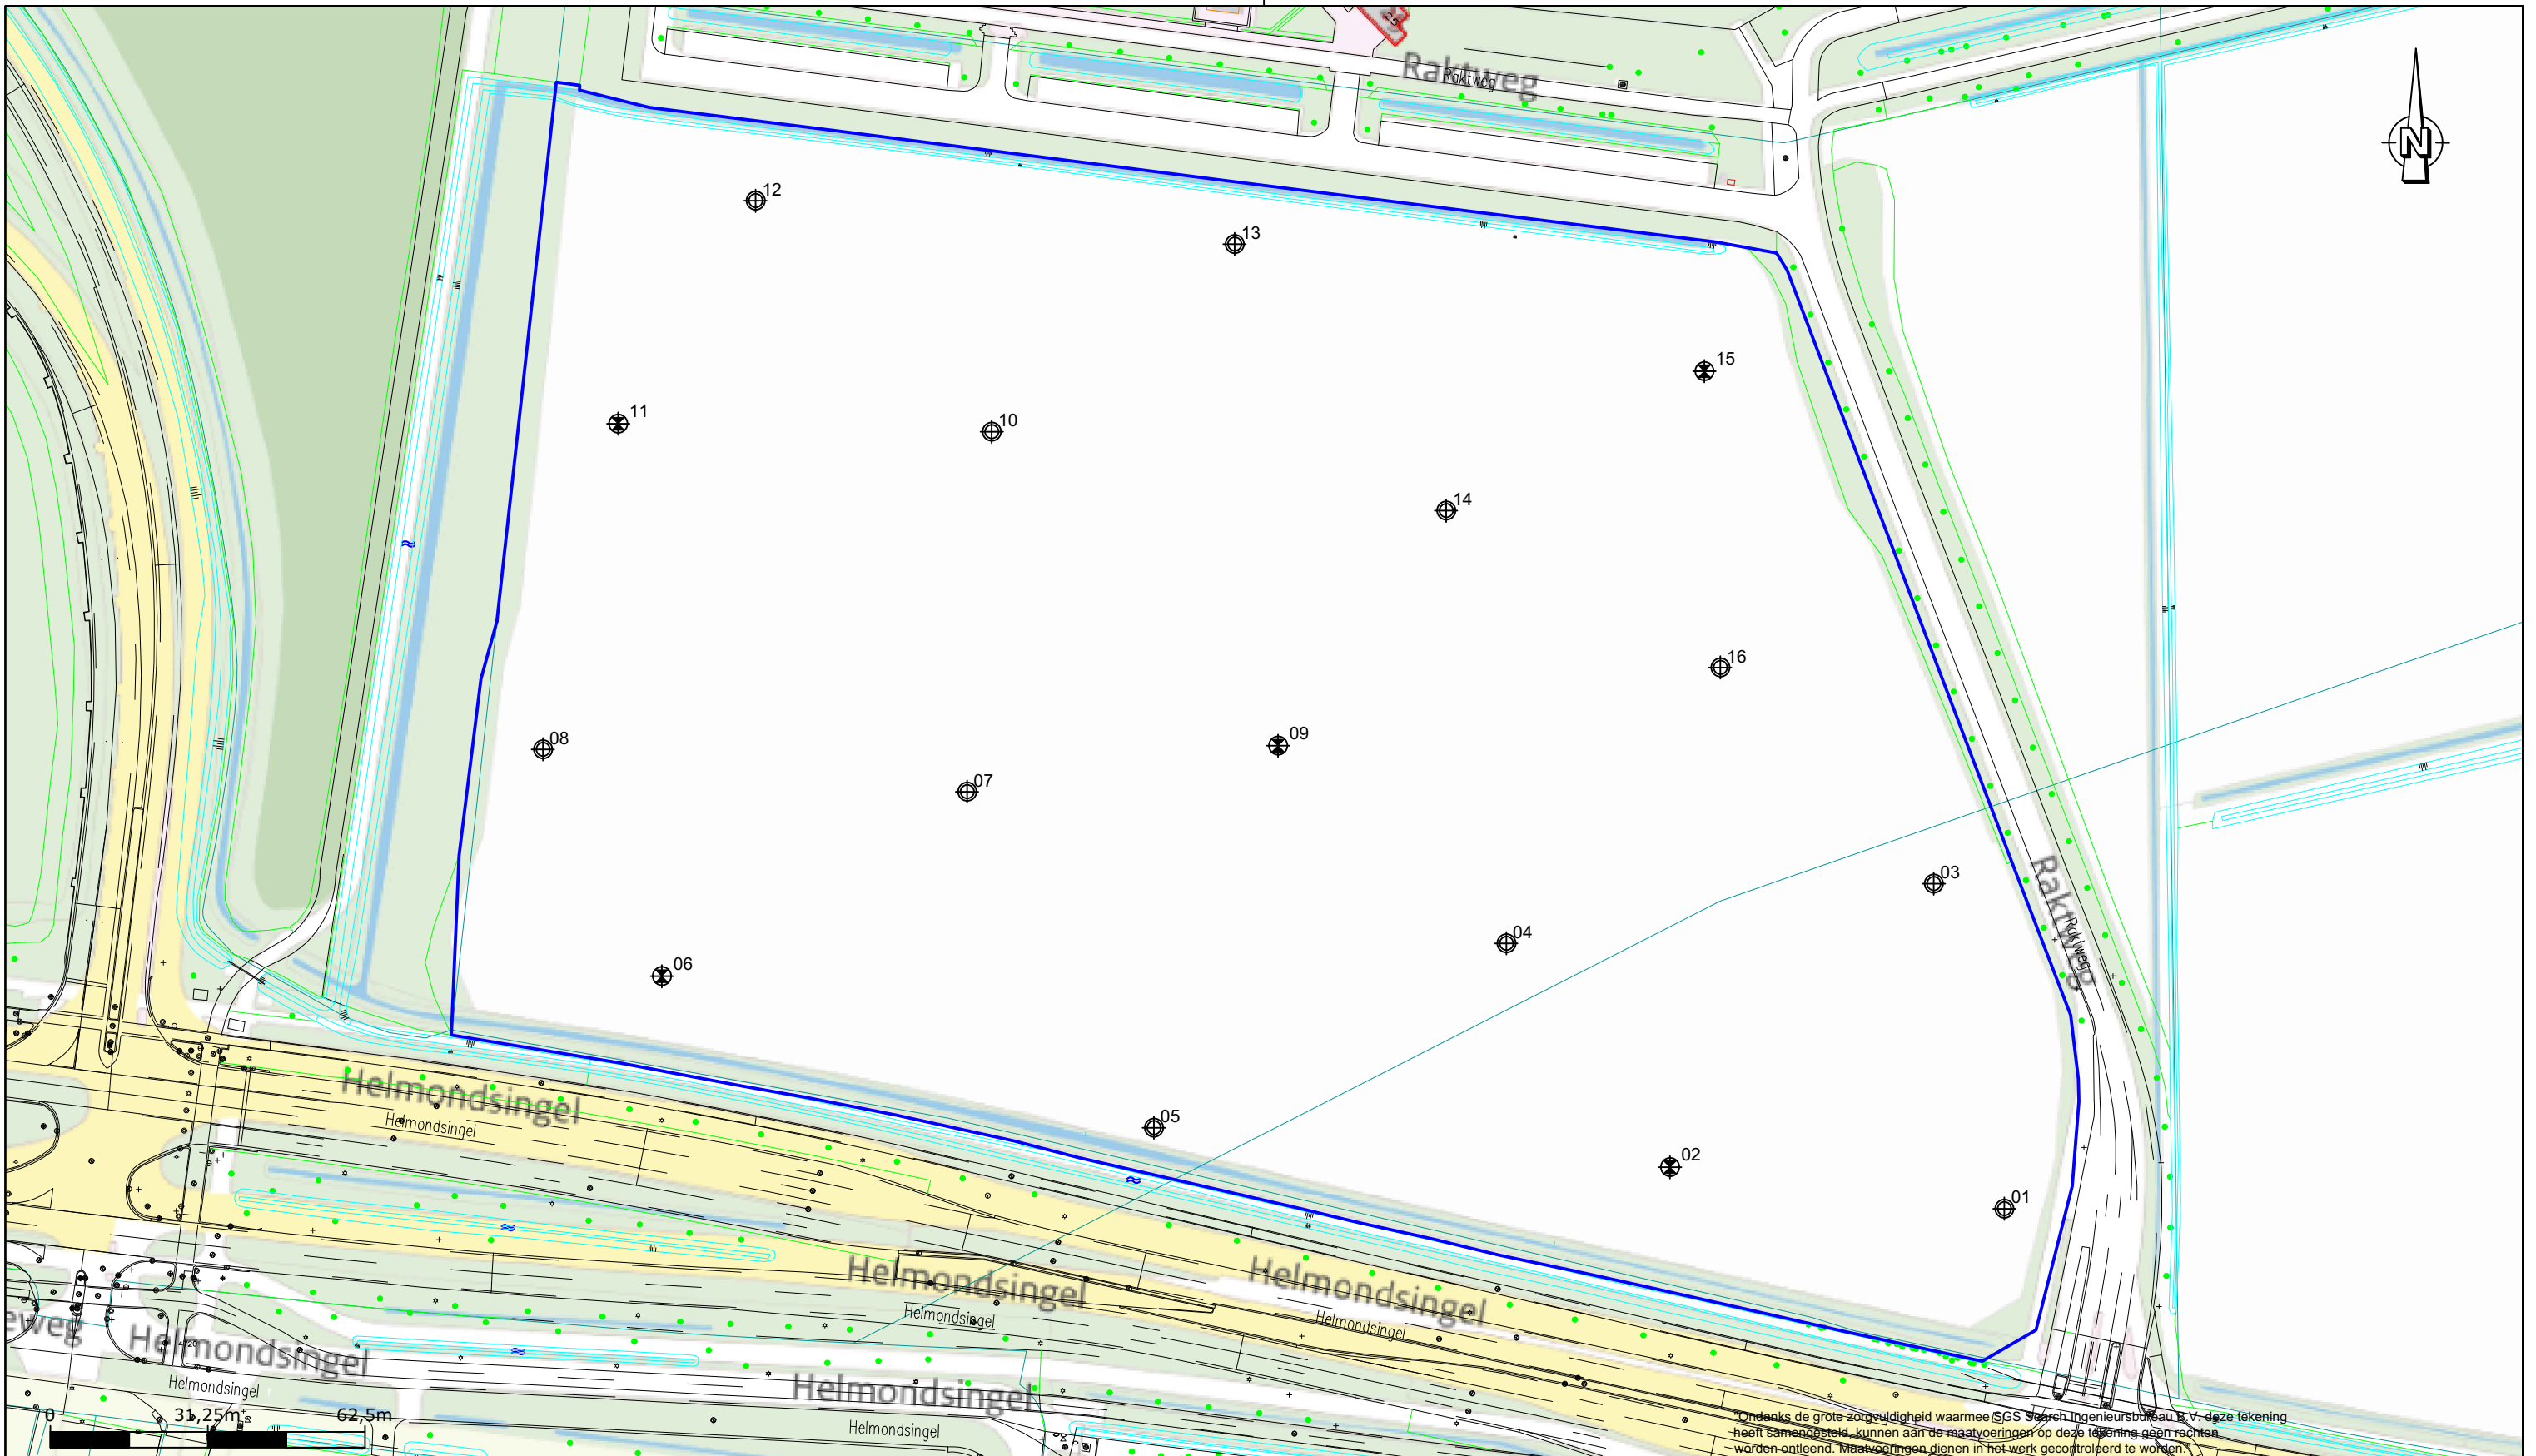 25
Raktweg
Raktweg
N
12
13
15
11
10
14
16
08
09
07
03
04
06
Raktweg
Raktweg
05
02
01
Helmondsingel
Helmondsingel
Helmondsingel
Helmondsingel
Helmondsingel
Helmondsingel
eweg
Helmondsingel
Helmondsingel
Helmondsingel
Helmondsingel
0 31,25m 62,5m
"Ondanks de grote zorgvuldigheid waarmee SGS Search Ingenieursbureau B.V. deze tekening
heeft samengesteld, kunnen aan de maatvoeringen op deze tekening geen rechten
worden ontleend. Maatvoeringen dienen in het werk gecontroleerd te worden."